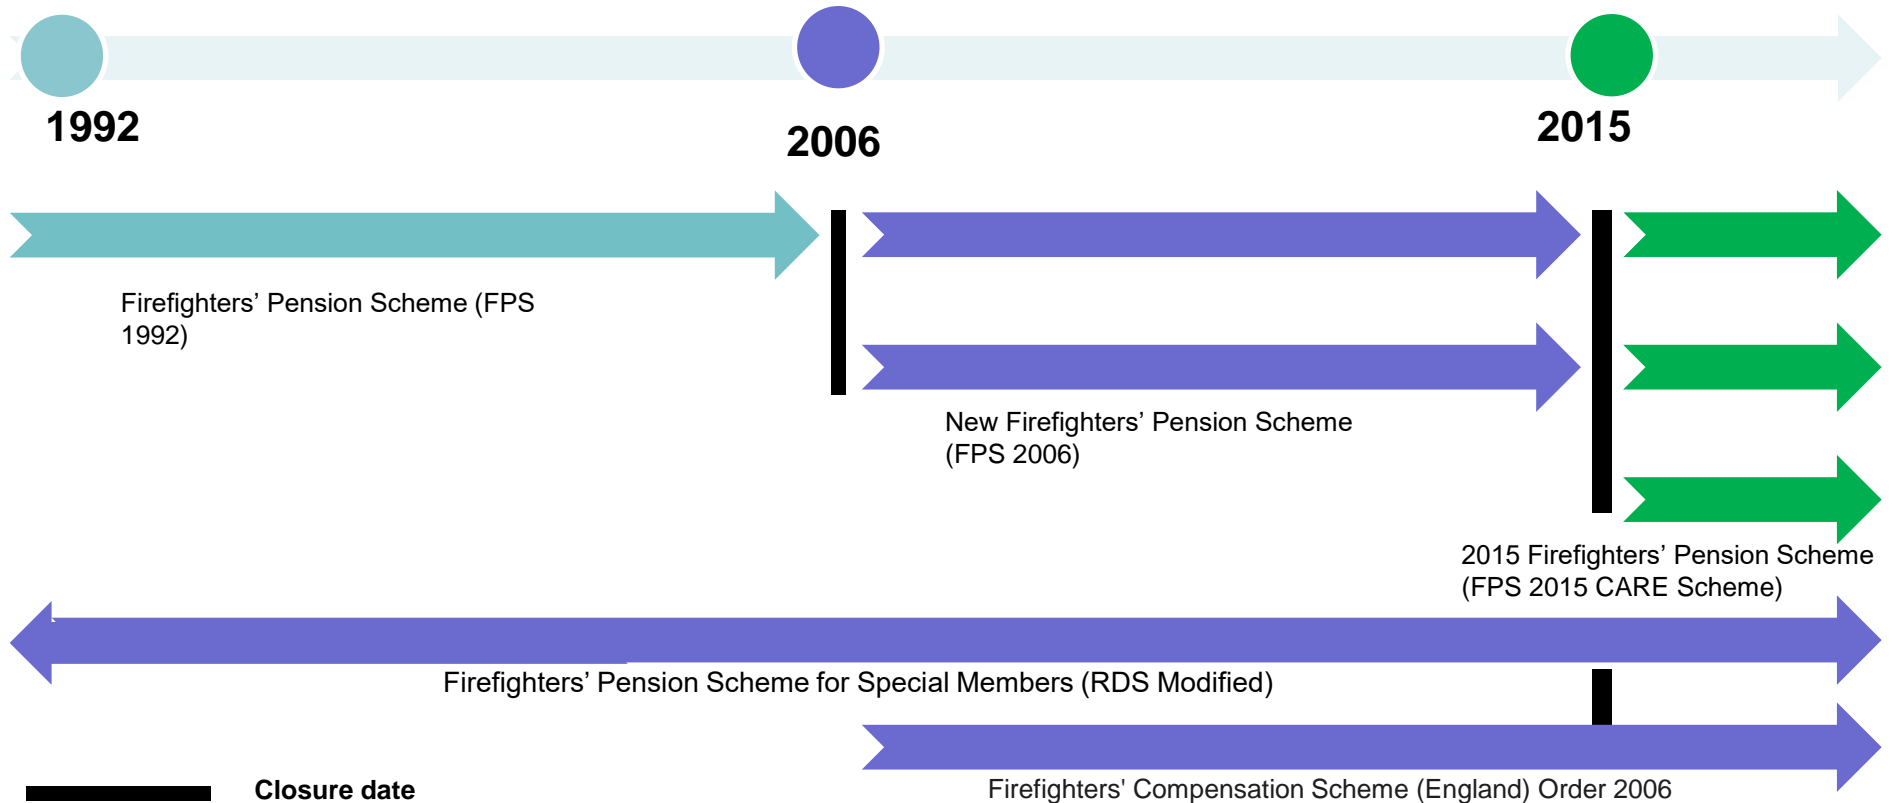 1992
2006
2015
Firefighters’ Pension Scheme (FPS
1992)
New Firefighters’ Pension Scheme
(FPS 2006)
2015 Firefighters’ Pension Scheme
(FPS 2015 CARE Scheme)
Firefighters’ Pension Scheme for Special Members (RDS Modified)
Closure date
Firefighters' Compensation Scheme (England) Order 2006